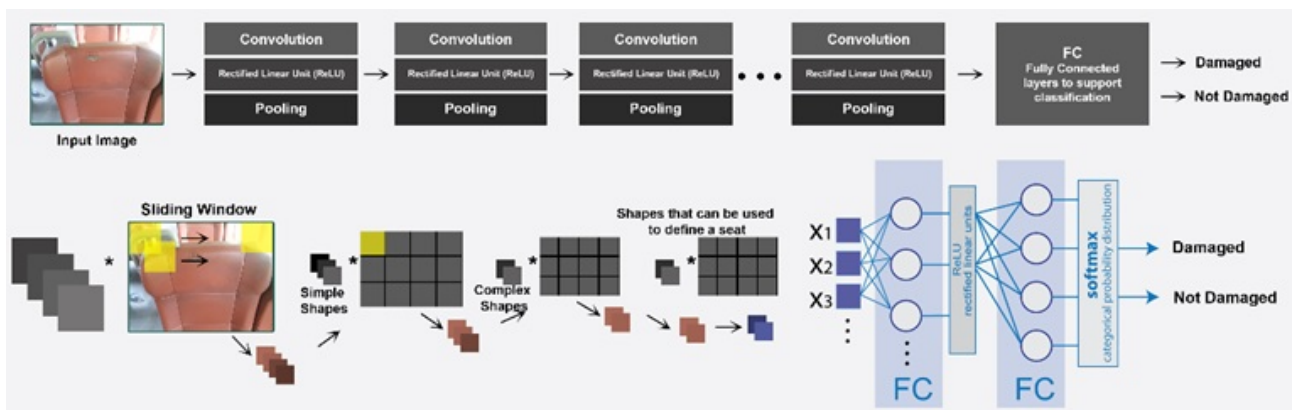 Convolution
Rectified Linear Unit (ReLU)
Pooling
Convolution
Rectified Linear Unit (ReLU)
Pooling
Convolution
Rectified Linear Unit (ReLU)
Pooling
Convolution
Rectified Linear Unit (ReLU)
Pooling
FC
Fully Connected
layers to support
classification
Damaged
Not Damaged
Input Image
Sliding Window
*
Simple
Shapes
*
Complex
Shapes
*
Shapes that can be used
to define a seat
*
X1
X2
X3
FC
ReLU
rectified linear units
FC
softmax
categorical probability distribution
Damaged
Not Damaged